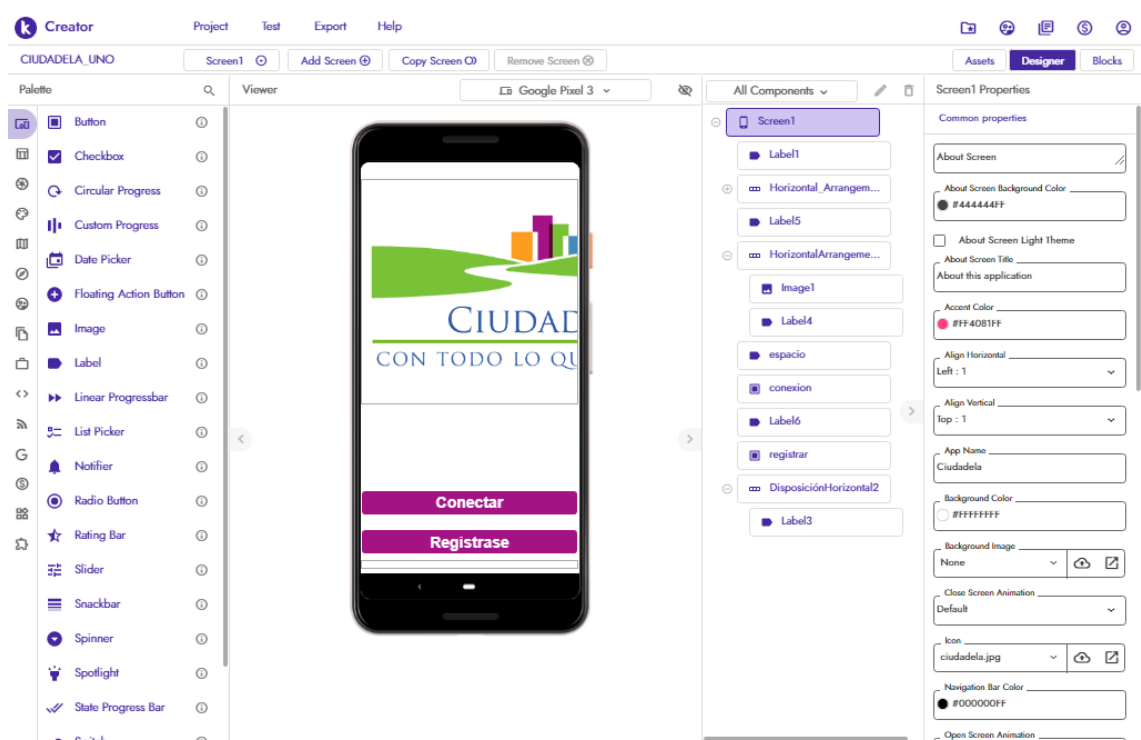 Creator
Project
Test
Export
Help
CIUDADELA_UNO
Screen1
Add Screen
Copy Screen
Remove Screen
Assets
Designer
Blocks
Palette
Button
Checkbox
Circular Progress
Custom Progress
Date Picker
Floating Action Button
Image
Label
Linear Progressbar
List Picker
Notifier
Radio Button
Rating Bar
Slider
Snackbar
Spinner
Spotlight
State Progress Bar
Viewer
Google Pixel 3
CIUDAD
CON TODO LO QU
Conectar
Registrase
All Components
Screen1
Label1
Horizontal_Arrangem...
Label5
HorizontalArrangeme...
Image1
Label4
espacio
conexion
Label6
registrar
DisposiciónHorizontal2
Label3
Screen1 Properties
Common properties
About Screen
About Screen Background Color
#444444FF
About Screen Light Theme
About Screen Title
About this application
Accent Color
#FF4081FF
Align Horizontal
Left : 1
Align Vertical
Top : 1
App Name
Ciudadela
Background Color
#FFFFFFFF
Background Image
None
Close Screen Animation
Default
Icon
ciudadela.jpg
Navigation Bar Color
#000000FF
Open Screen Animation